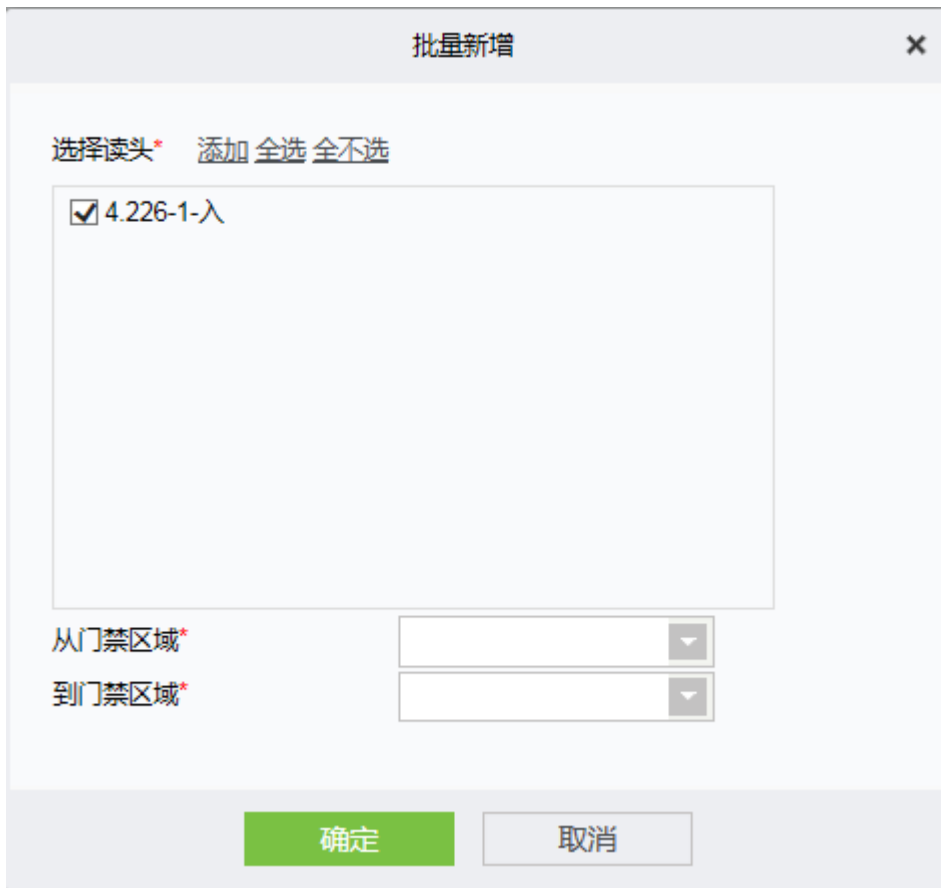 批量新增
选择读头* 添加 全选 全不选
4.226-1-入
从门禁区域*
到门禁区域*
确定 取消